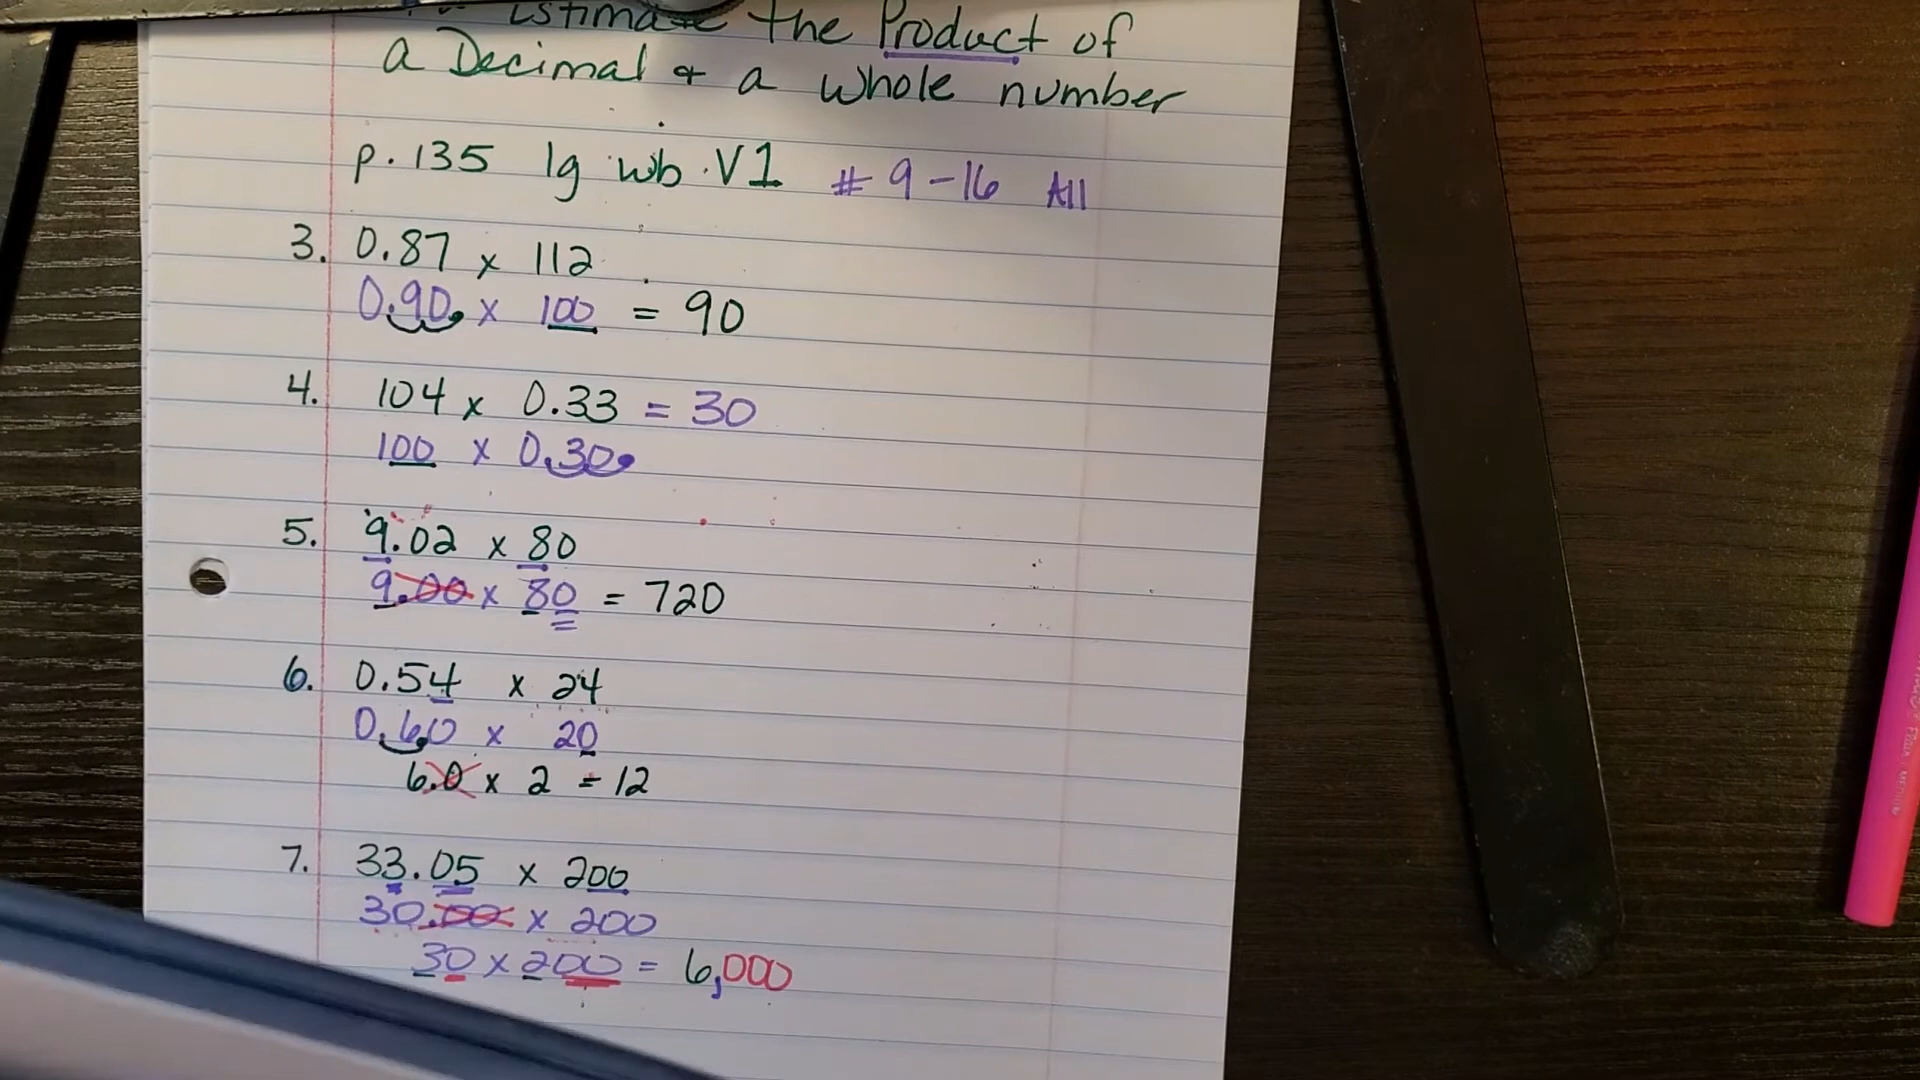 Estimate the Product of
a Decimal + a whole number
p. 135 lg wb. V1 # 9-16 All
3. 0.87 x 112
0.90 x 100 = 90
4. 104 x 0.33 = 30
100 x 0.30
5. 9.02 x 80
9.00 x 80 = 720
6. 0.54 x 24
0.60 x 20
6.0 x 2 = 12
7. 33.05 x 200
30.00 x 200
30 x 200 = 6,000